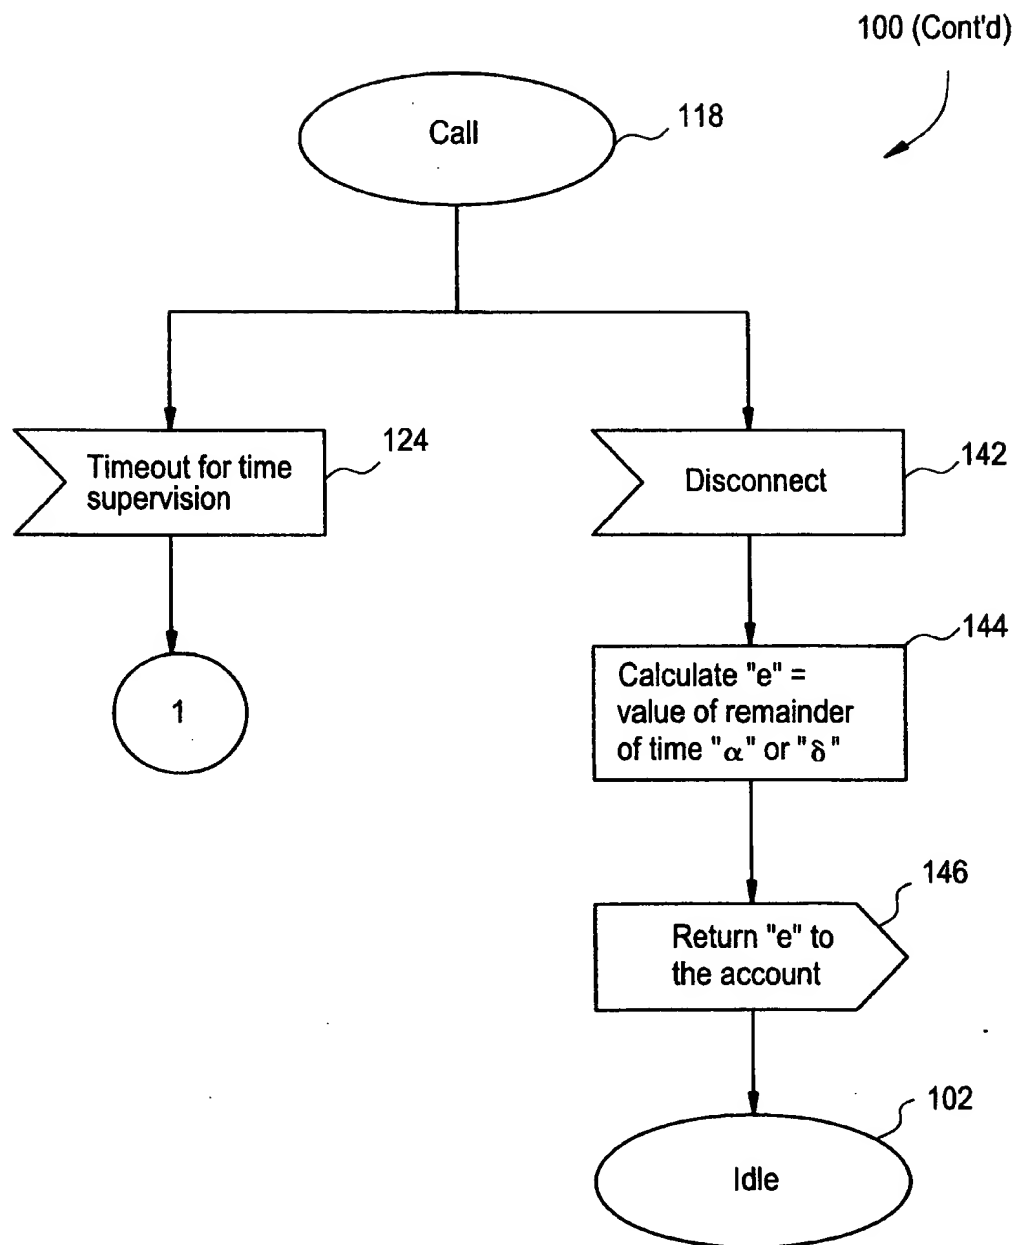 100 (Cont'd)
Call
118
Timeout for time
supervision
124
Disconnect
142
1
144
Calculate "e" =
value of remainder
of time "α" or "δ"
146
Return "e" to
the account
102
Idle